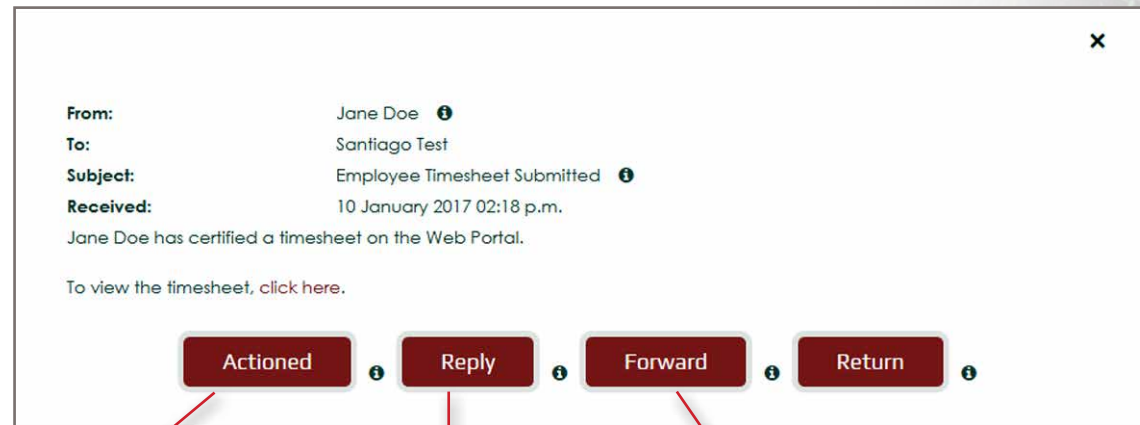 ×
From: Jane Doe
To: Santiago Test
Subject: Employee Timesheet Submitted
Received: 10 January 2017 02:18 p.m.
Jane Doe has certified a timesheet on the Web Portal.
To view the timesheet, click here.
Actioned Reply Forward Return